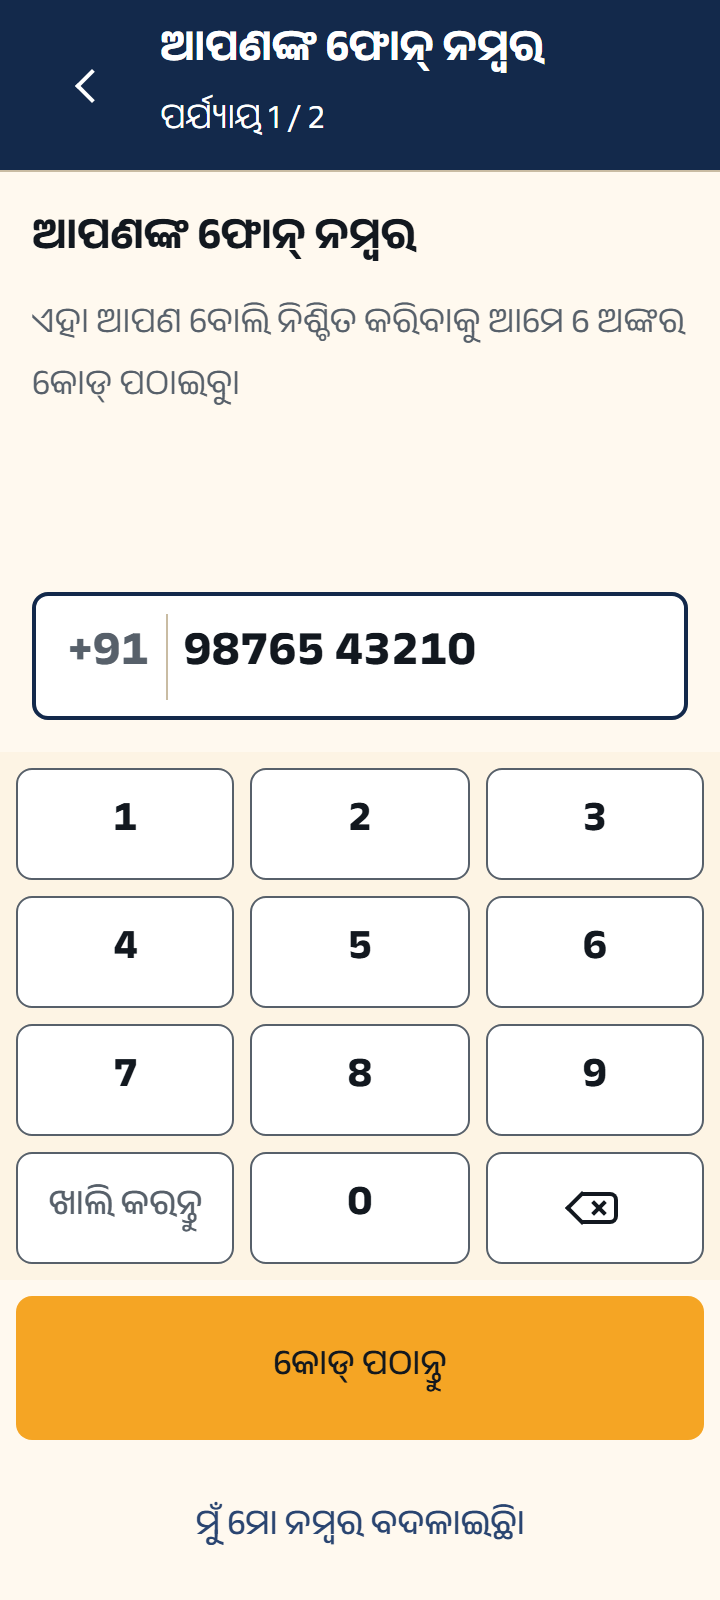 ଆପଣଙ୍କ ଫୋନ୍ ନମ୍ବର
ପର୍ଯ୍ୟାୟ 1 / 2
ଆପଣଙ୍କ ଫୋନ୍ ନମ୍ବର
ଏହା ଆପଣ ବୋଲି ନିଶ୍ଚିତ କରିବାକୁ ଆମେ 6 ଅଙ୍କର
କୋଡ୍ ପଠାଇବୁ।
+91 98765 43210
1 2 3
4 5 6
7 8 9
ଖାଲି କରନ୍ତୁ 0
କୋଡ୍ ପଠାନ୍ତୁ
ମୁଁ ମୋ ନମ୍ବର ବଦଳାଇଛି।